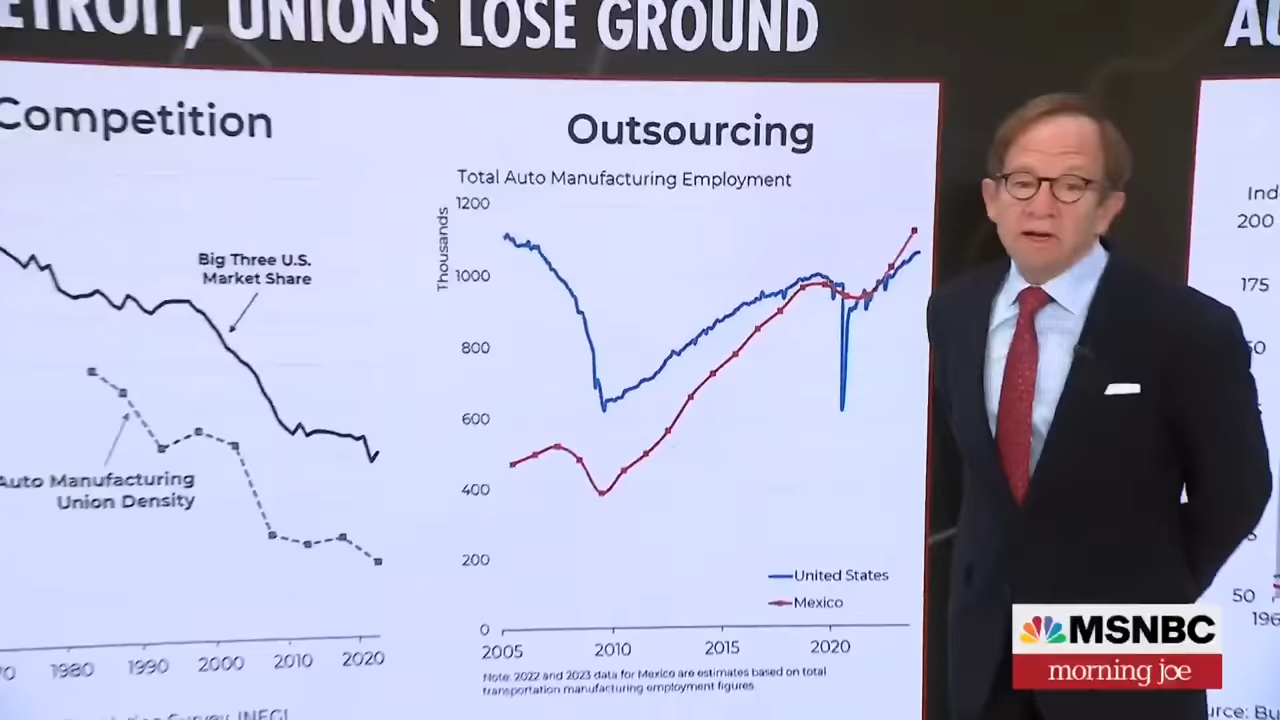 ETROIT, UNIONS LOSE GROUND
Competition
Big Three U.S.
Market Share
Auto Manufacturing
Union Density
1980
1990
2000
2010
2020
Outsourcing
Total Auto Manufacturing Employment
Thousands
1200
1000
800
600
400
200
0
2005
2010
2015
2020
United States
Mexico
Note: 2022 and 2023 data for Mexico are estimates based on total
transportation manufacturing employment figures
Survey, INEGI
200
175
50
MSNBC
morning joe